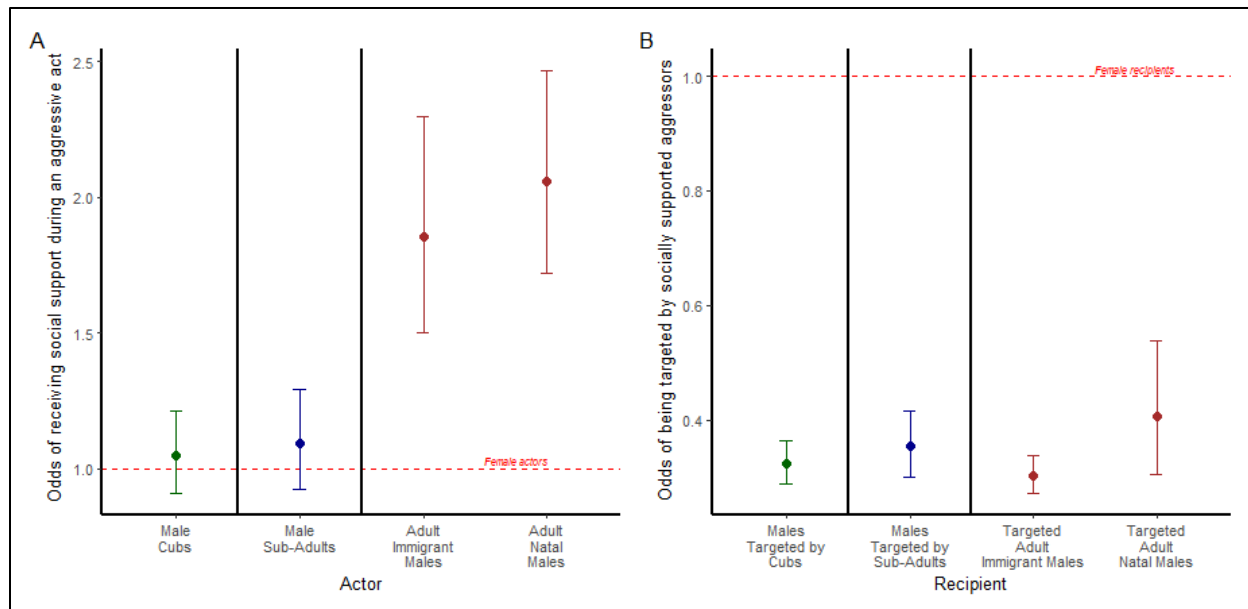 A
Odds of receiving social support during an aggressive act
2.5
2.0
1.5
1.0
Female actors
Male
Cubs
Male
Sub-Adults
Adult
Immigrant
Males
Adult
Natal
Males
Actor
B
Odds of being targeted by socially supported aggressors
1.0
0.8
0.6
0.4
Female recipients
Males
Targeted by
Cubs
Males
Targeted by
Sub-Adults
Targeted
Adult
Immigrant Males
Targeted
Adult
Natal Males
Recipient